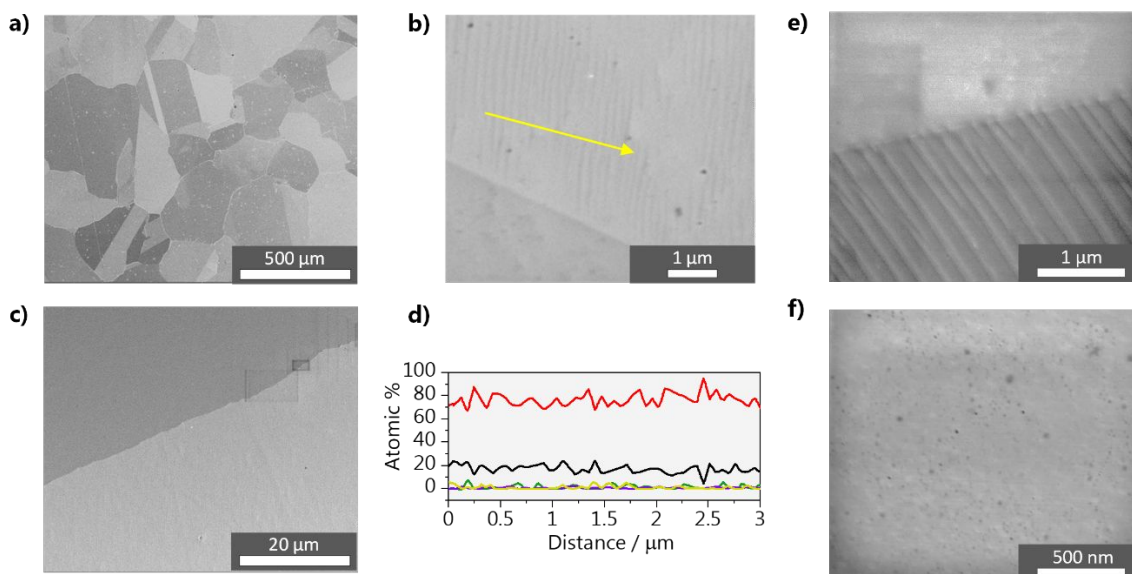 a)
500 µm
b)
1 µm
e)
1 µm
c)
20 µm
d)
Atomic %
100
80
60
40
20
0
0
0.5
1
1.5
2
2.5
3
Distance / µm
f)
500 nm